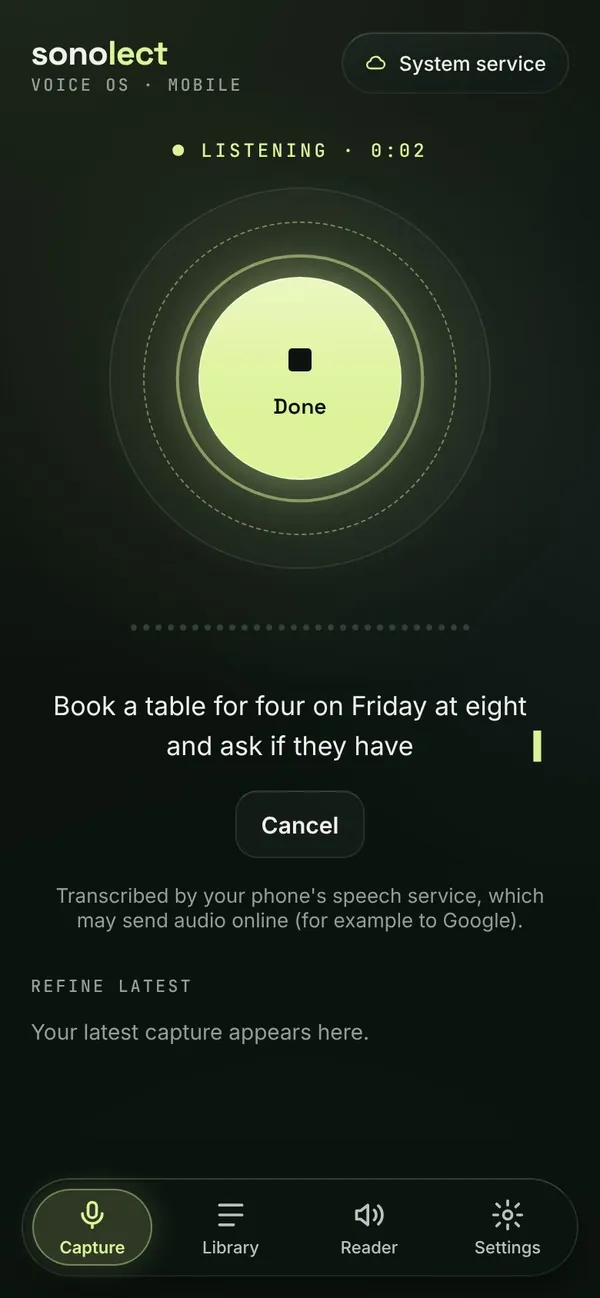 sonolect
VOICE OS · MOBILE
System service
LISTENING · 0:02
Done
Book a table for four on Friday at eight
and ask if they have
Cancel
Transcribed by your phone's speech service, which
may send audio online (for example to Google).
REFINE LATEST
Your latest capture appears here.
Capture
Library
Reader
Settings